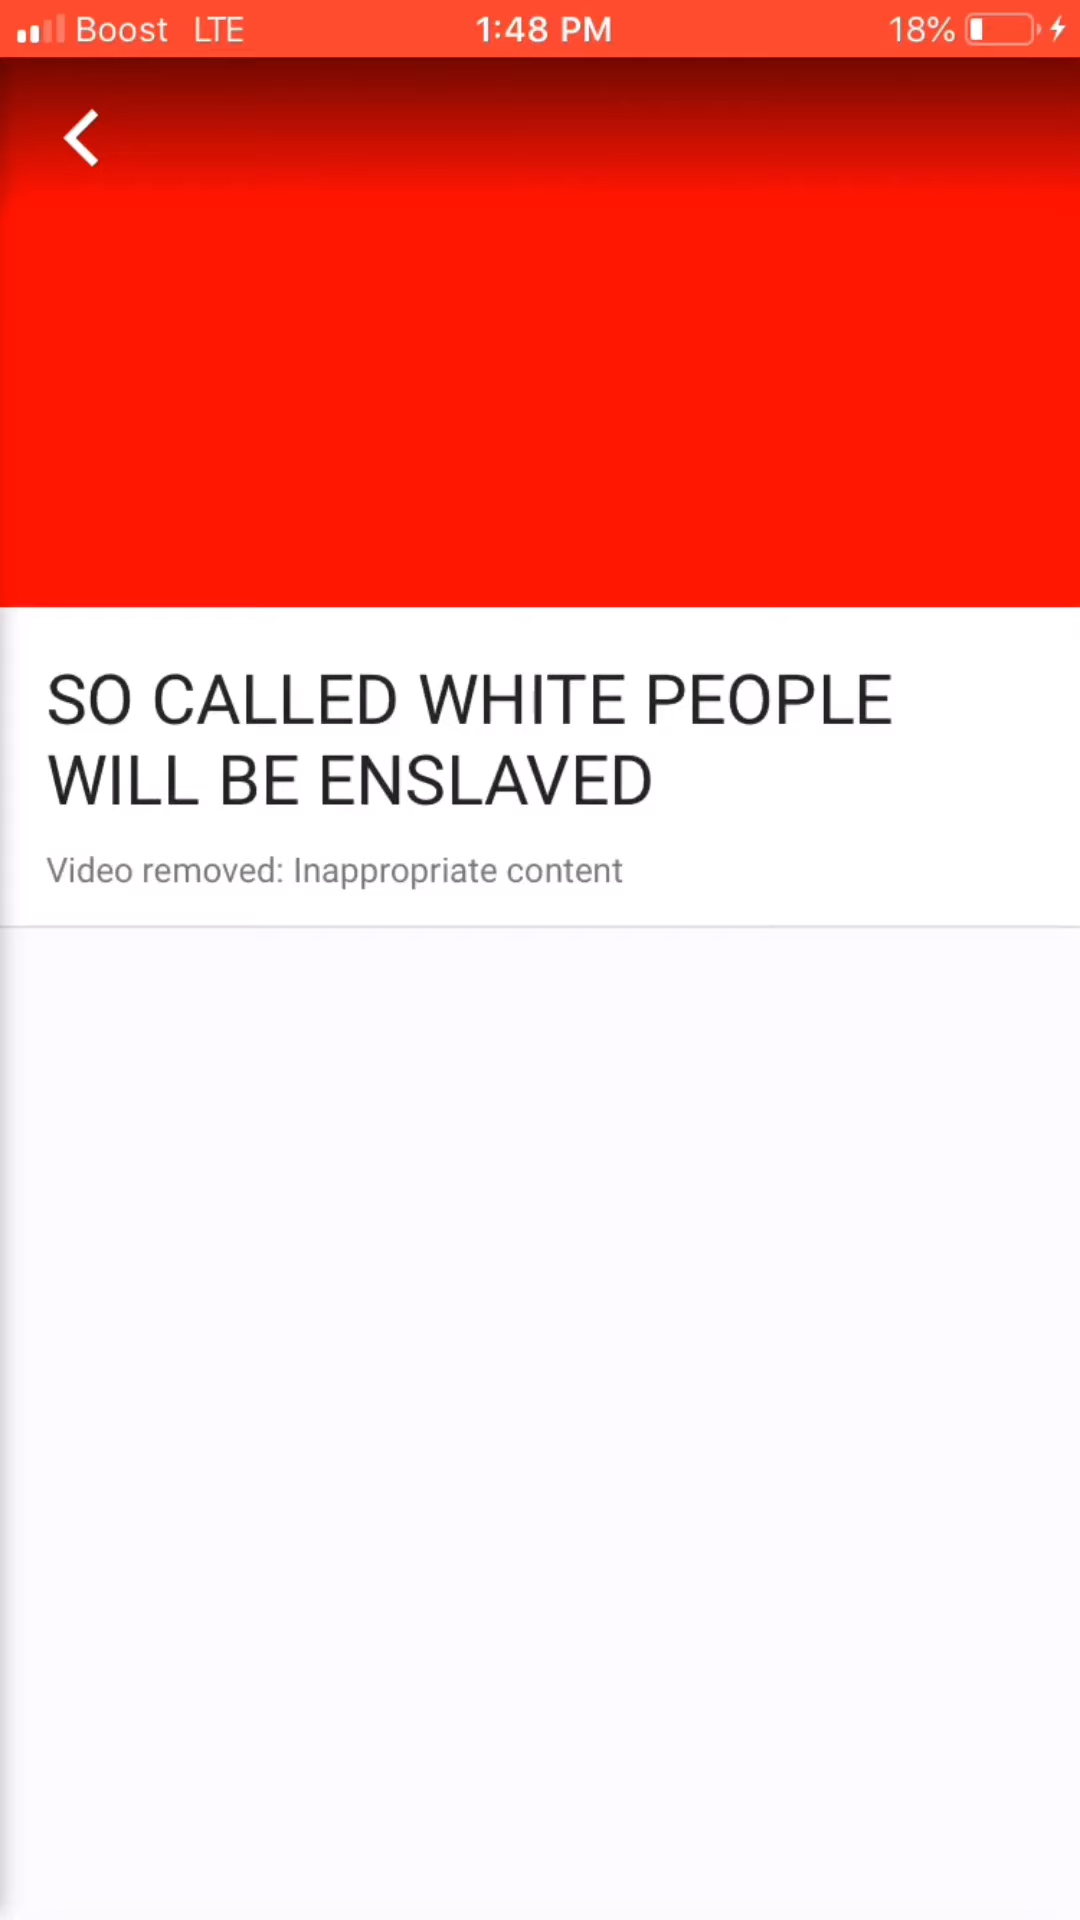 Boost LTE 1:48 PM 18%
SO CALLED WHITE PEOPLE
WILL BE ENSLAVED
Video removed: Inappropriate content